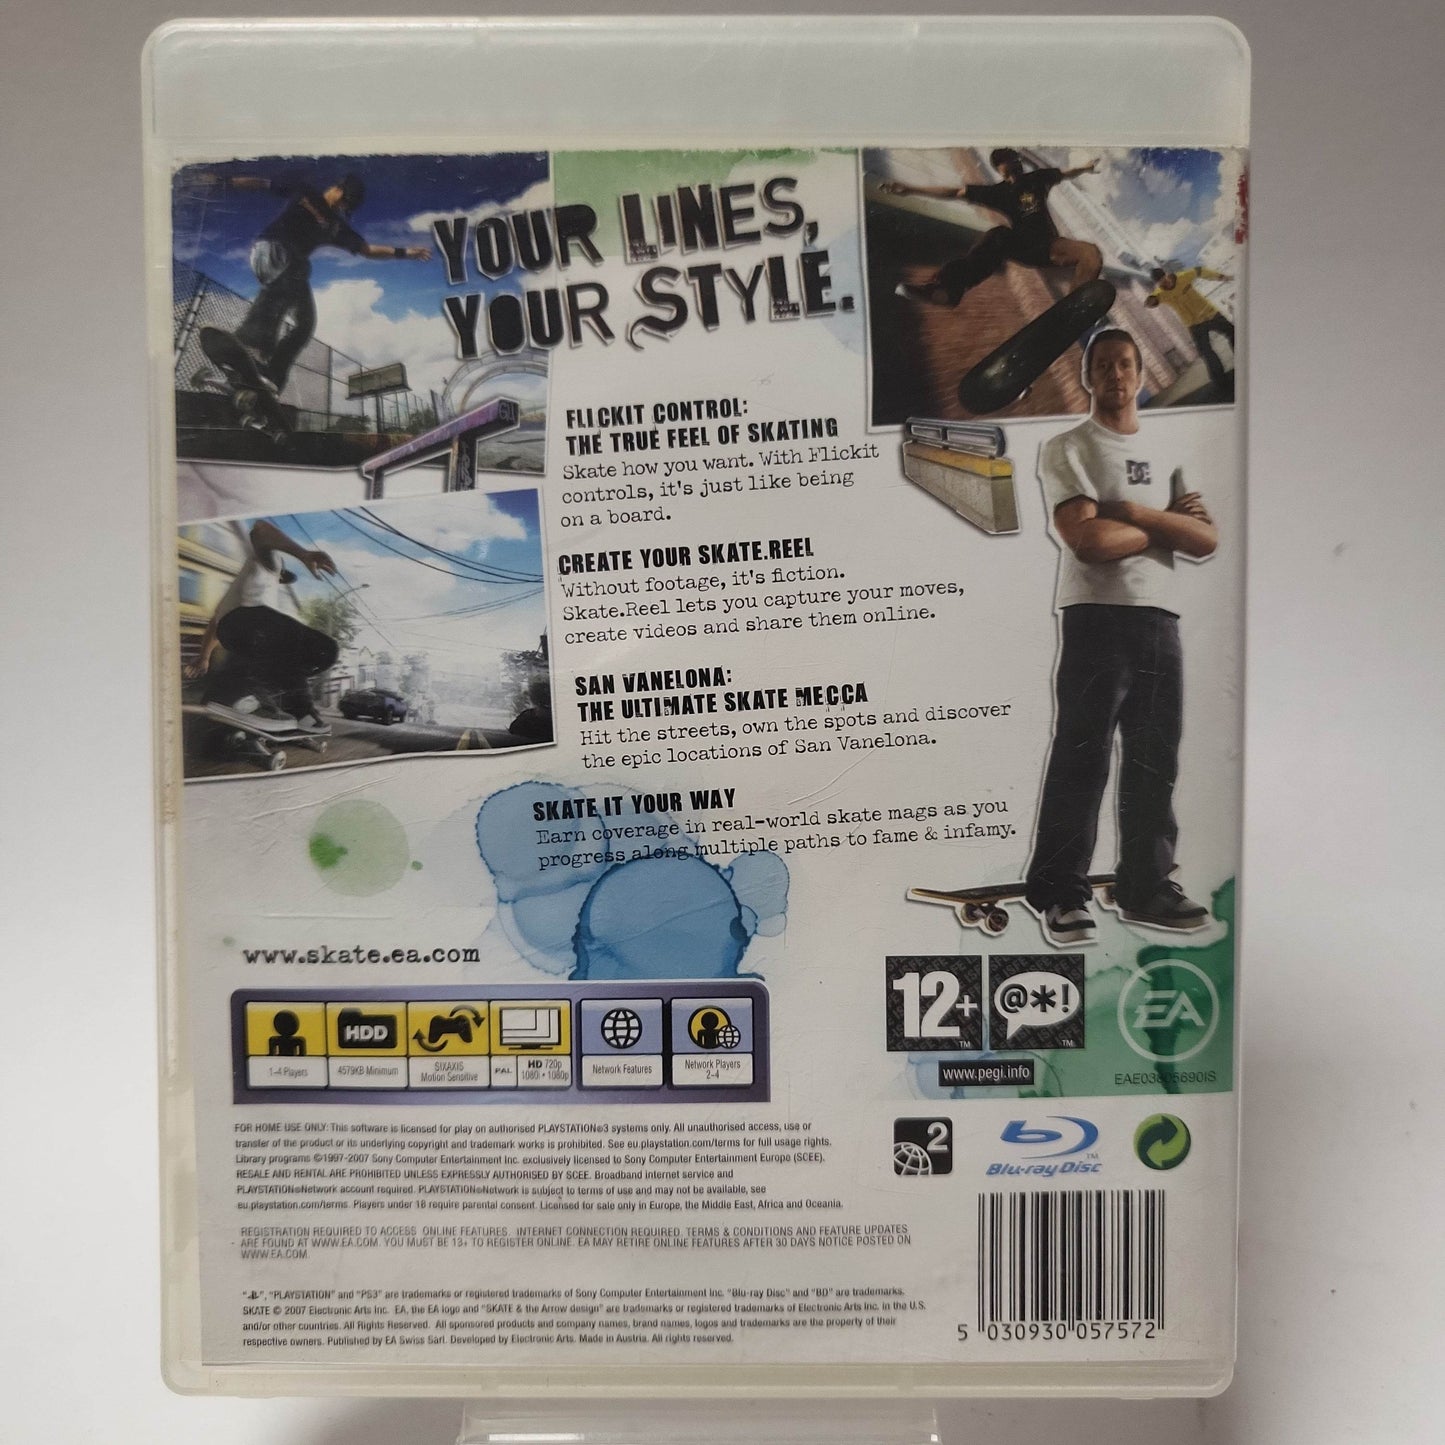 YOUR LINES,
YOUR STYLE.
FLICKIT CONTROL:
THE TRUE FEEL OF SKATING
Skate how you want. With Flickit
controls, it's just like being
on a board.
CREATE YOUR SKATE.REEL
Without footage, it's fiction.
Skate.Reel lets you capture your moves,
create videos and share them online.
SAN VANELONA:
THE ULTIMATE SKATE MECCA
Hit the streets, own the spots and discover
the epic locations of San Vanelona.
SKATE IT YOUR WAY
Earn coverage in real-world skate mags as you
progress along multiple paths to fame & infamy.
www.skate.ea.com
HDD
1-4 Players
4579KB Minimum
SIXAXIS
Motion Sensitive
PAL
HD 720p
1080i • 1080p
Network Features
Network Players
2-4
12+
TM
@*!
TM
www.pegi.info
EA
2
Blu-ray Disc
TM
FOR HOME USE ONLY: This software is licensed for play on authorised PLAYSTATION®3 systems only. All unauthorised access, use or
transfer of the product or its underlying copyright and trademark works is prohibited. See eu.playstation.com/terms for full usage rights.
Library programs ©1997-2007 Sony Computer Entertainment Inc. exclusively licensed to Sony Computer Entertainment Europe (SCEE).
RESALE AND RENTAL ARE PROHIBITED UNLESS EXPRESSLY AUTHORISED BY SCEE. Broadband internet service and
PLAYSTATION®Network account required. PLAYSTATION®Network is subject to terms of use and may not be available, see
eu.playstation.com/terms. Players under 18 require parental consent. Licensed for sale only in Europe, the Middle East, Africa and Oceania.
REGISTRATION REQUIRED TO ACCESS ONLINE FEATURES. INTERNET CONNECTION REQUIRED. TERMS & CONDITIONS AND FEATURE UPDATES
ARE FOUND AT WWW.EA.COM. YOU MUST BE 13+ TO REGISTER ONLINE. EA MAY RETIRE ONLINE FEATURES AFTER 30 DAYS NOTICE POSTED ON
WWW.EA.COM.
"PLAYSTATION" and "PS3" are trademarks or registered trademarks of Sony Computer Entertainment Inc. "Blu-ray Disc" and "BD" are trademarks.
SKATE © 2007 Electronic Arts Inc. EA, the EA logo and "SKATE & the Arrow design" are trademarks or registered trademarks of Electronic Arts Inc. in the U.S.
and/or other countries. All Rights Reserved. All sponsored products and company names, brand names, logos and trademarks are the property of their
respective owners. Published by EA Swiss Sàrl. Developed by Electronic Arts. Made in Austria. All rights reserved.
5 030930 057572